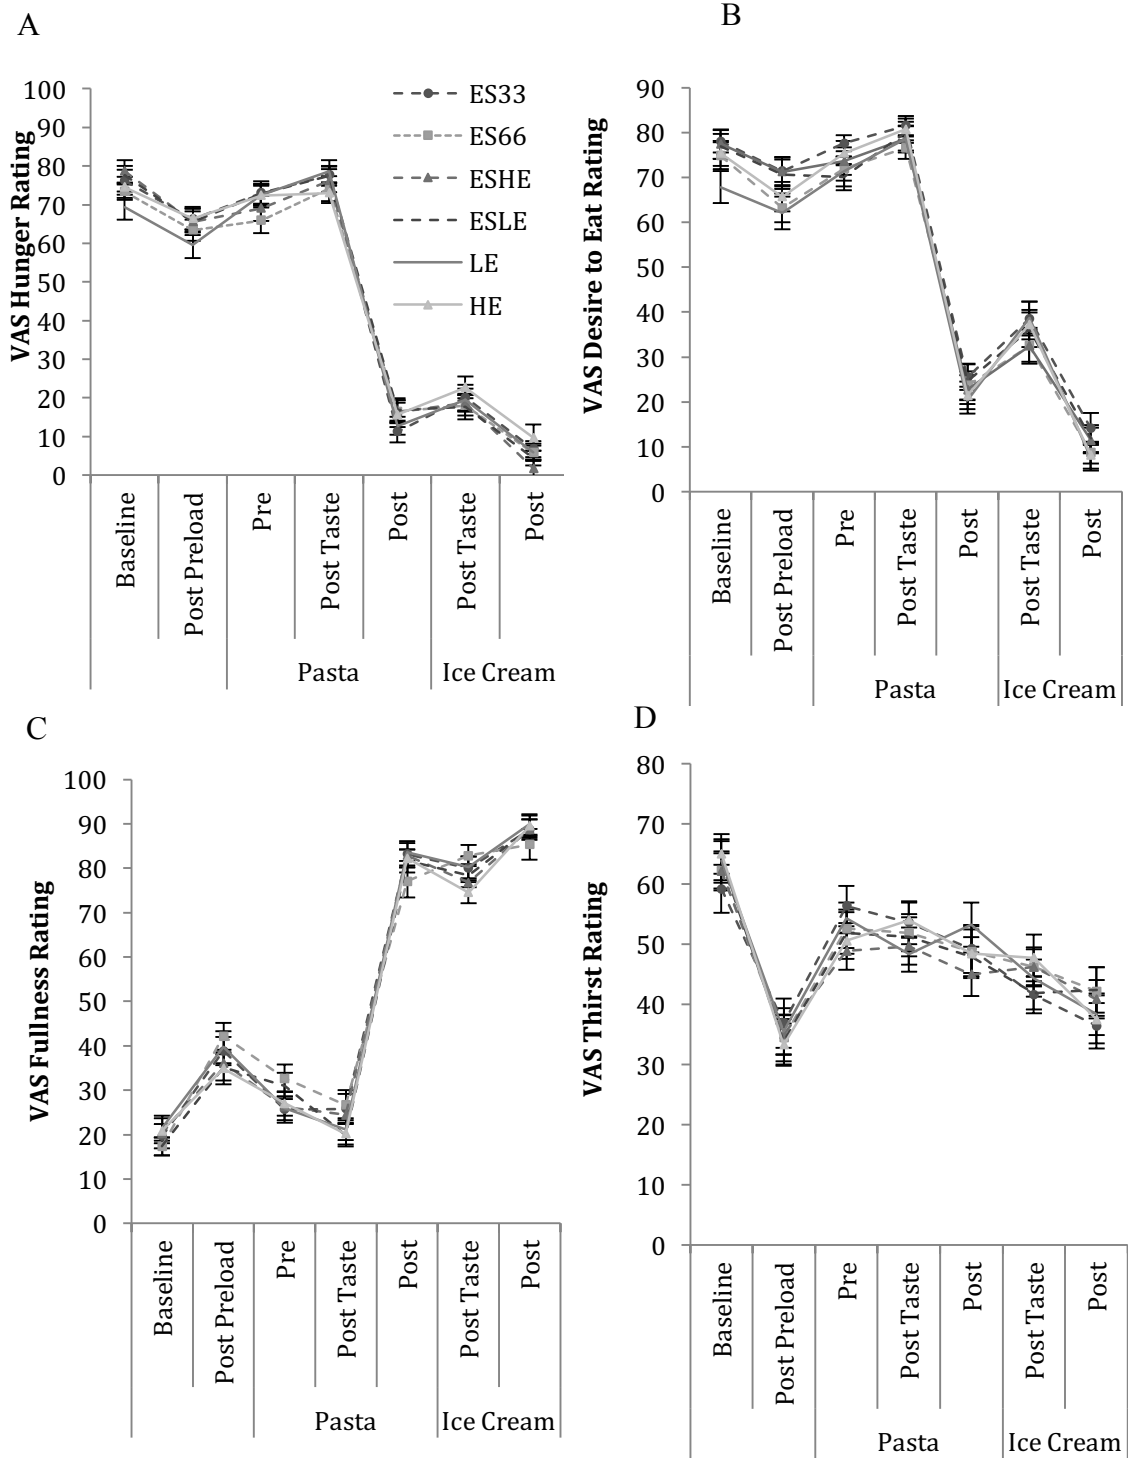 A
VAS Hunger Rating
100
90
80
70
60
50
40
30
20
10
0
ES33
ES66
ESHE
ESLE
LE
HE
Baseline
Post Preload
Pre
Post Taste
Post
Post Taste
Post
Pasta
Ice Cream
B
VAS Desire to Eat Rating
90
80
70
60
50
40
30
20
10
0
Baseline
Post Preload
Pre
Post Taste
Post
Post Taste
Post
Pasta
Ice Cream
C
VAS Fullness Rating
100
90
80
70
60
50
40
30
20
10
0
Baseline
Post Preload
Pre
Post Taste
Post
Post Taste
Post
Pasta
Ice Cream
D
VAS Thirst Rating
80
70
60
50
40
30
20
10
0
Baseline
Post Preload
Pre
Post Taste
Post
Post Taste
Post
Pasta
Ice Cream